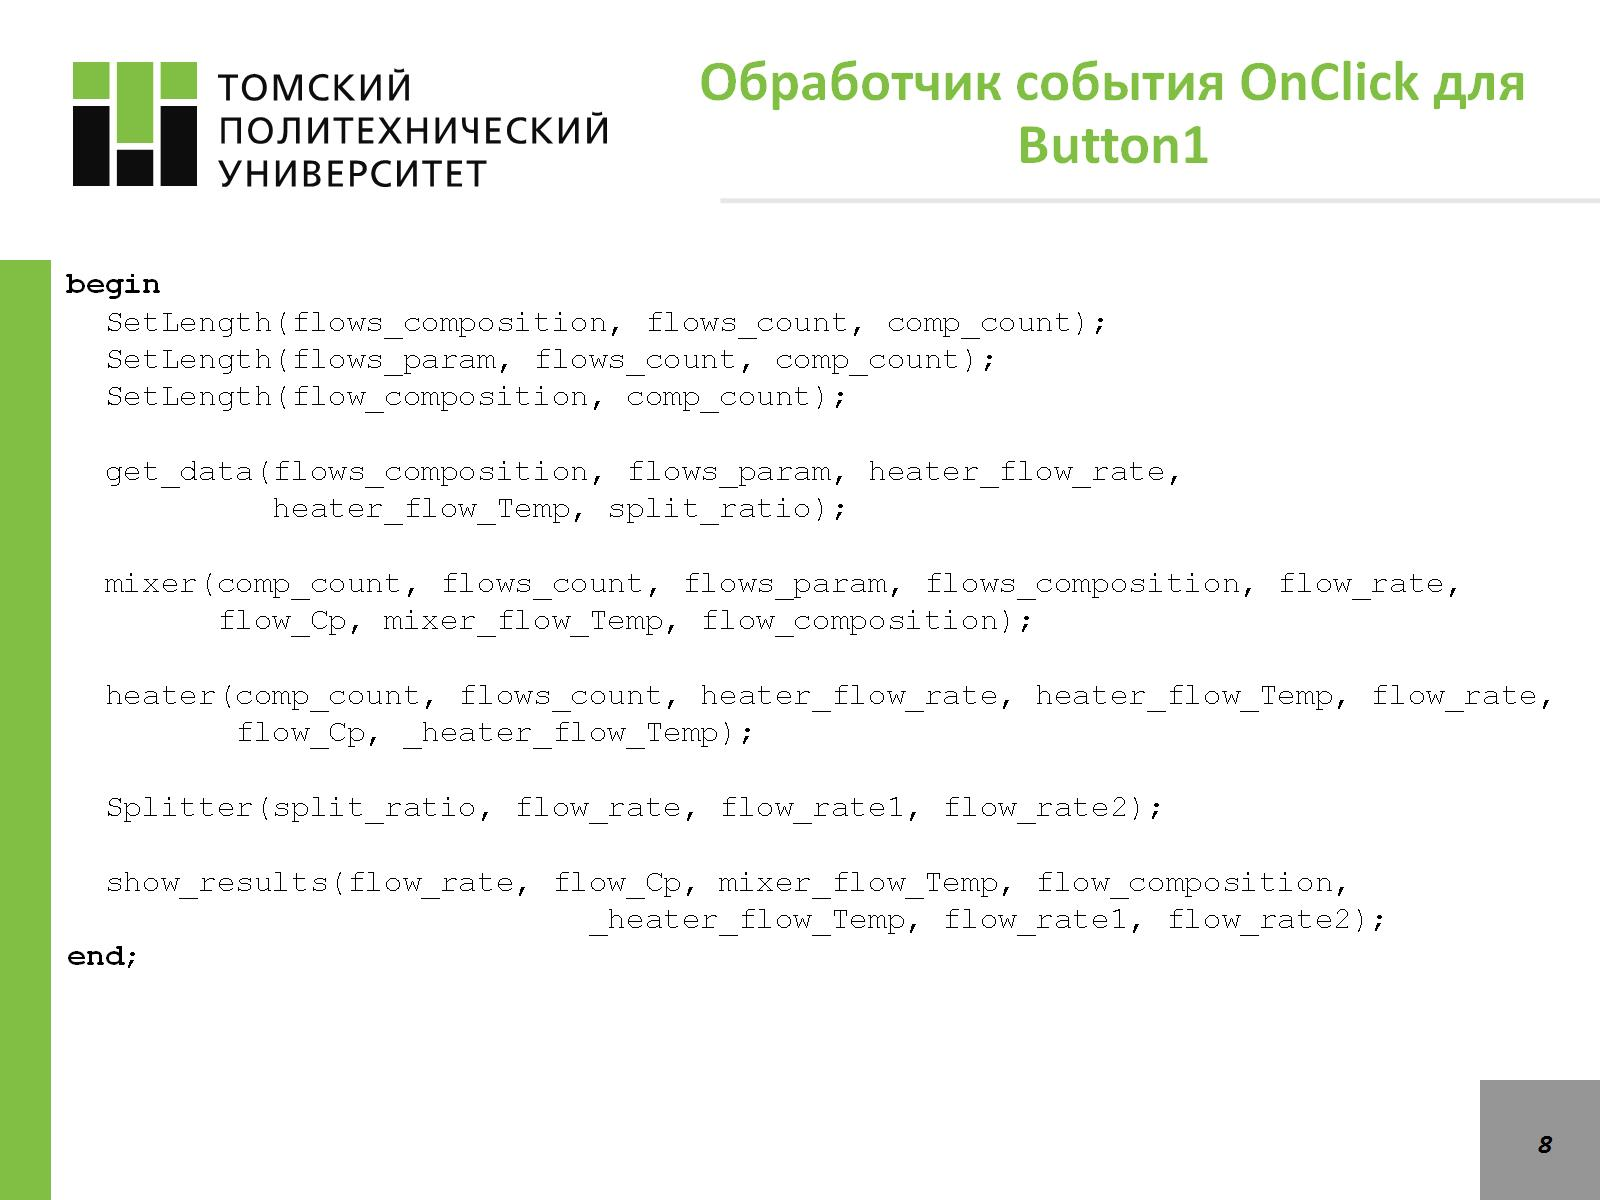 ТОМСКИЙ
ПОЛИТЕХНИЧЕСКИЙ
УНИВЕРСИТЕТ
Обработчик события OnClick для
Button1
begin
  SetLength(flows_composition, flows_count, comp_count);
  SetLength(flows_param, flows_count, comp_count);
  SetLength(flow_composition, comp_count);
  get_data(flows_composition, flows_param, heater_flow_rate,
           heater_flow_Temp, split_ratio);
  mixer(comp_count, flows_count, flows_param, flows_composition, flow_rate,
        flow_Cp, mixer_flow_Temp, flow_composition);
  heater(comp_count, flows_count, heater_flow_rate, heater_flow_Temp, flow_rate,
         flow_Cp, _heater_flow_Temp);
  Splitter(split_ratio, flow_rate, flow_rate1, flow_rate2);
  show_results(flow_rate, flow_Cp, mixer_flow_Temp, flow_composition,
                            _heater_flow_Temp, flow_rate1, flow_rate2);
end;
8